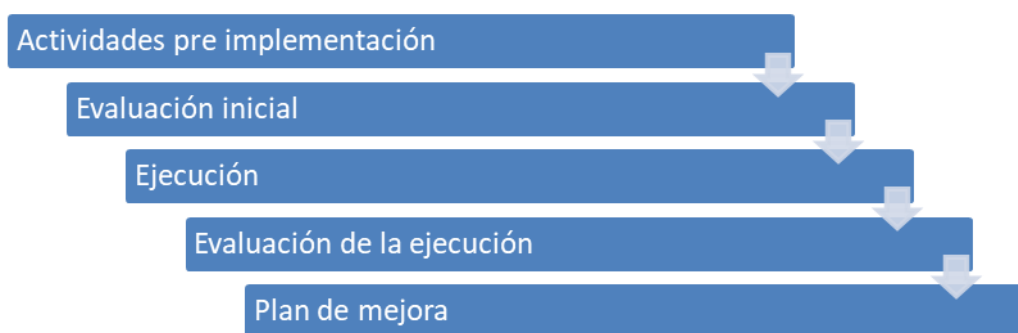 Actividades pre implementación
Evaluación inicial
Ejecución
Evaluación de la ejecución
Plan de mejora